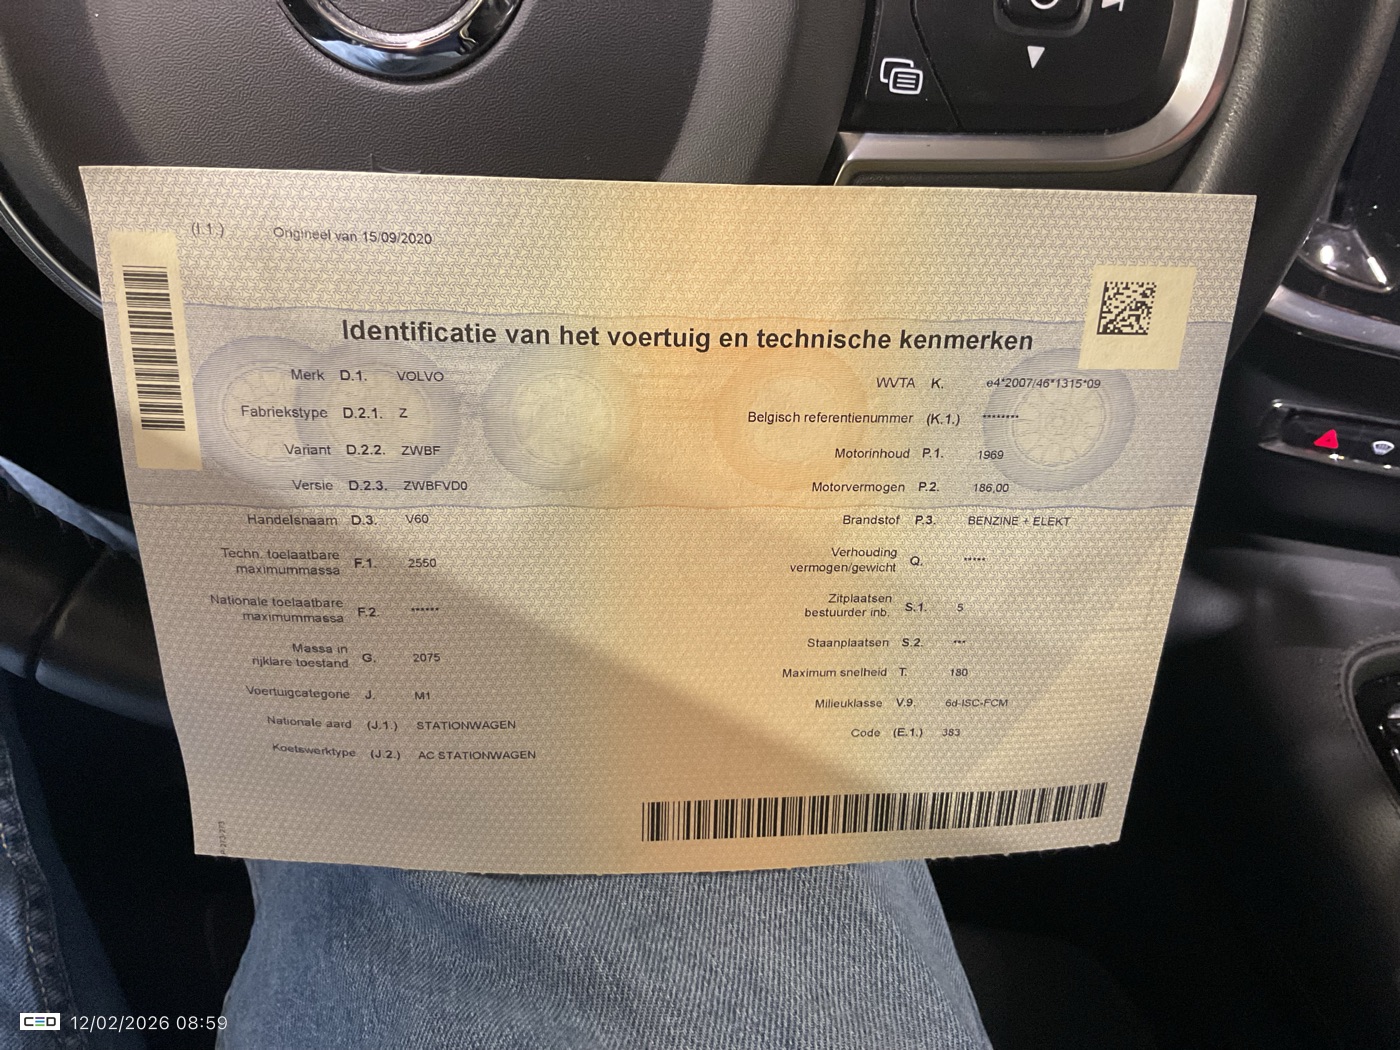 (I.1.) Origineel van 15/09/2020
Identificatie van het voertuig en technische kenmerken
Merk D.1. VOLVO
Fabriekstype D.2.1. Z
Variant D.2.2. ZWBF
Versie D.2.3. ZWBFVD0
Handelsnaam D.3. V60
Techn. toelaatbare
maximummassa F.1. 2550
Nationale toelaatbare
maximummassa F.2. ******
Massa in
rijklare toestand G. 2075
Voertuigcategorie J. M1
Nationale aard (J.1.) STATIONWAGEN
Koetswerktype (J.2.) AC STATIONWAGEN
WVTA K. e4*2007/46*1315*09
Belgisch referentienummer (K.1.) ********
Motorinhoud P.1. 1969
Motorvermogen P.2. 186,00
Brandstof P.3. BENZINE + ELEKT
Verhouding
vermogen/gewicht Q. *****
Zitplaatsen
bestuurder inb. S.1. 5
Staanplaatsen S.2. ***
Maximum snelheid T. 180
Milieuklasse V.9. 6d-ISC-FCM
Code (E.1.) 383
CED 12/02/2026 08:59